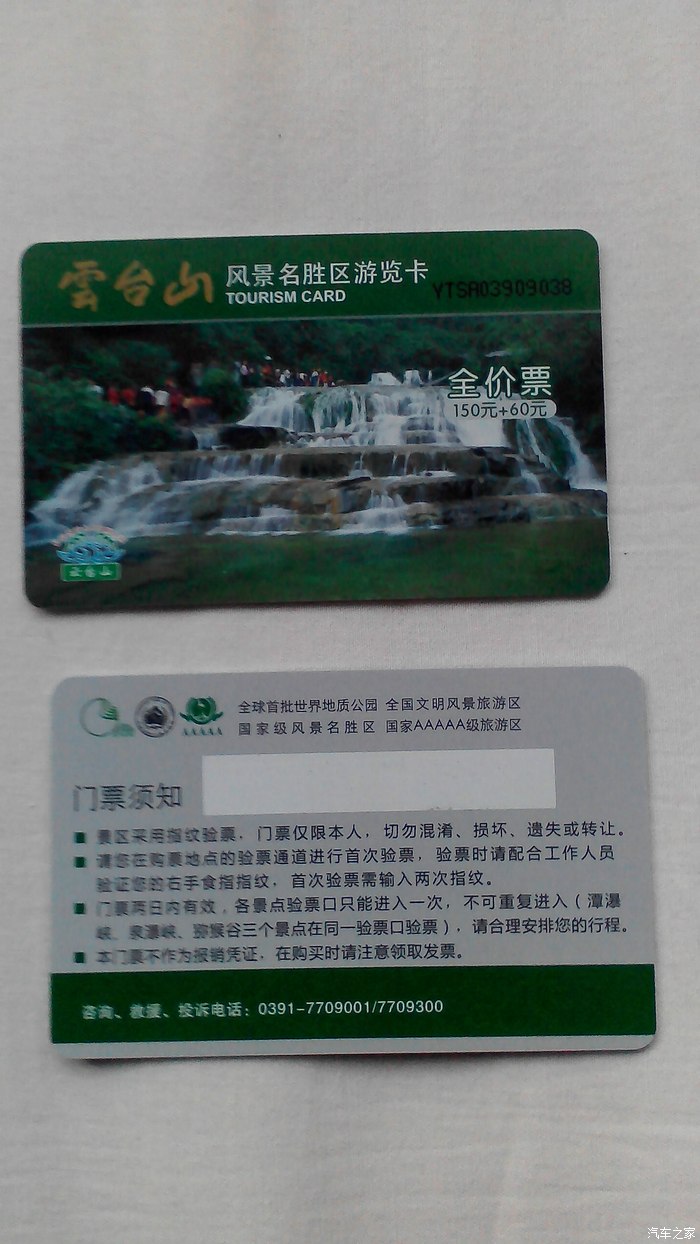 雲台山 风景名胜区游览卡
TOURISM CARD
YTSA03909038
全价票
150元+60元
云台山
全球首批世界地质公园 全国文明风景旅游区
国家级风景名胜区 国家AAAAA级旅游区
AAAAA
门票须知
■ 景区采用指纹验票，门票仅限本人，切勿混淆、损坏、遗失或转让。
■ 请您在购票地点的验票通道进行首次验票，验票时请配合工作人员
验证您的右手食指指纹，首次验票需输入两次指纹。
■ 门票两日内有效，各景点验票口只能进入一次，不可重复进入（潭瀑
峡、泉瀑峡、猕猴谷三个景点在同一验票口验票），请合理安排您的行程。
■ 本门票不作为报销凭证，在购买时请注意领取发票。
咨询、救援、投诉电话：0391-7709001/7709300
汽车之家